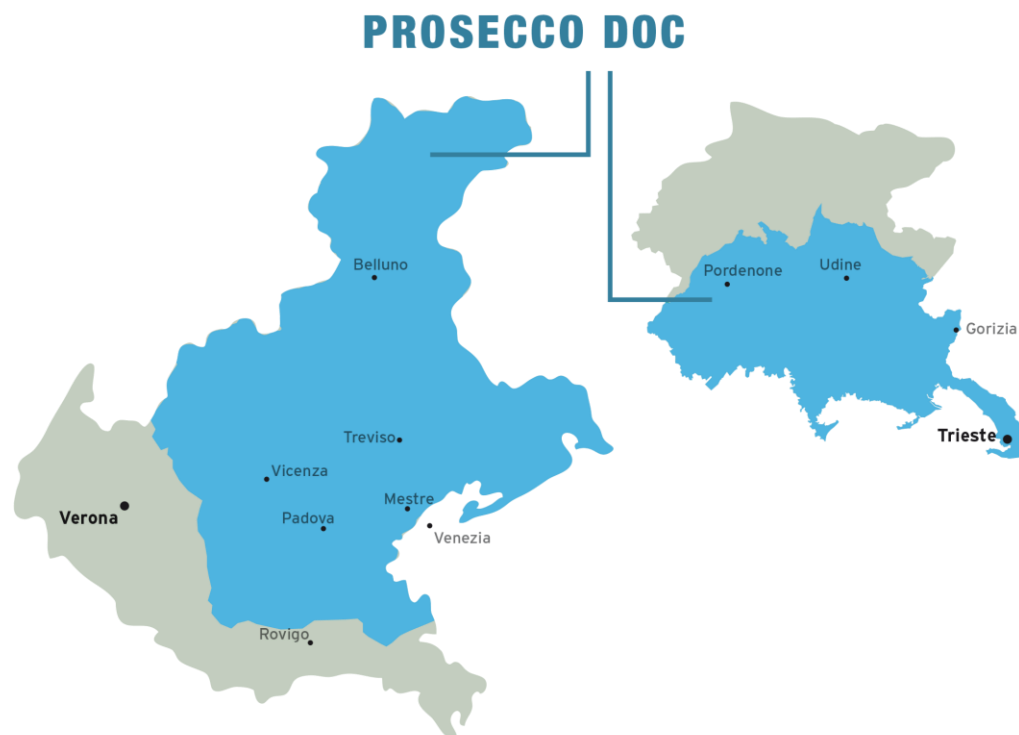 PROSECCO DOC
Belluno
Pordenone
Udine
Gorizia
Treviso
Trieste
Vicenza
Mestre
Verona
Padova
Venezia
Rovigo